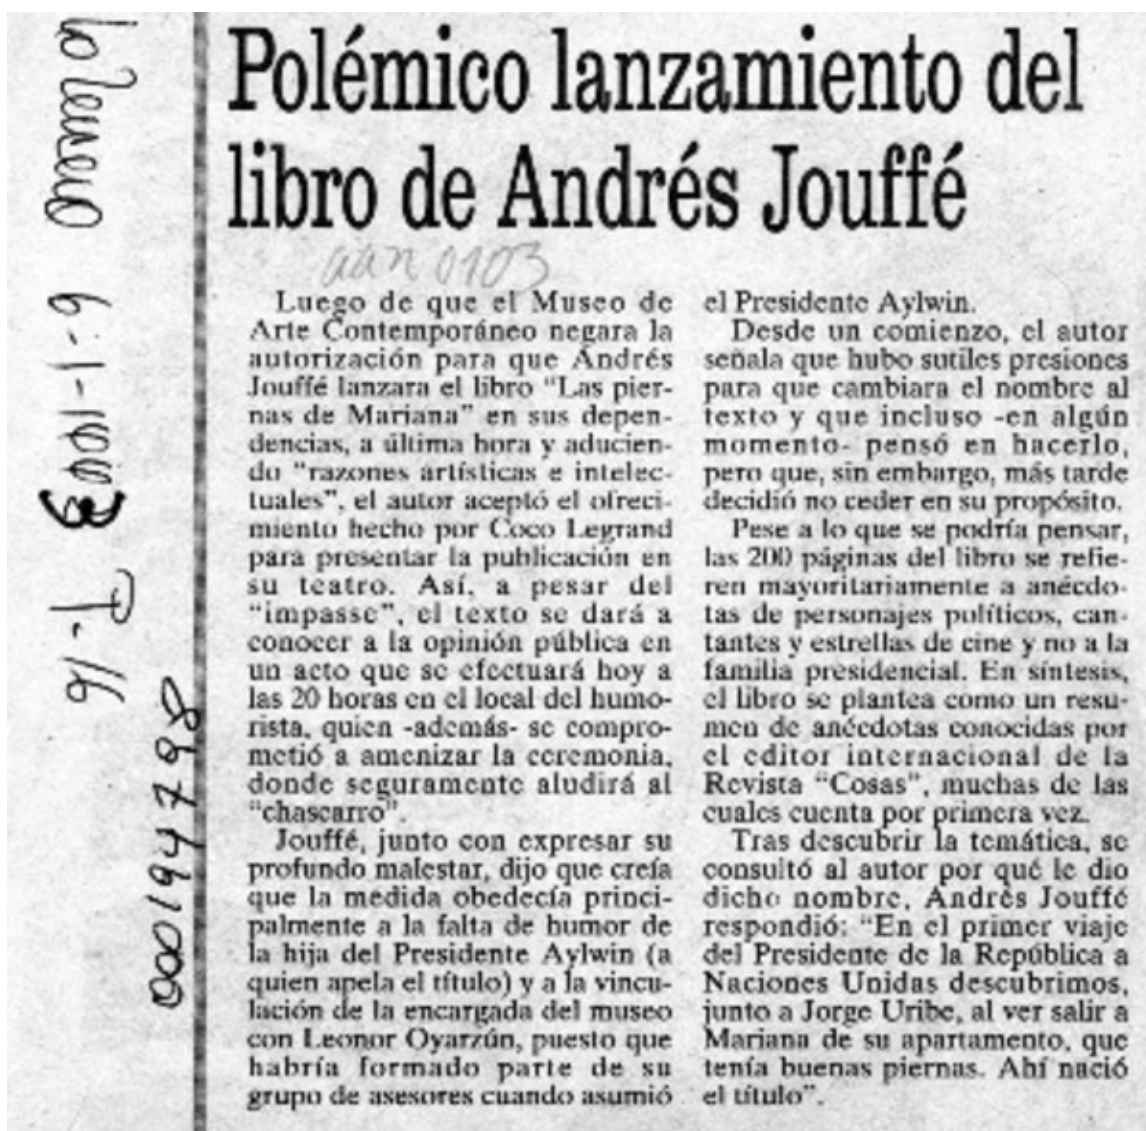 Polémico lanzamiento del
libro de Andrés Jouffé
aan 0103
Luego de que el Museo de
Arte Contemporáneo negara la
autorización para que Andrés
Jouffé lanzara el libro “Las pier-
nas de Mariana” en sus depen-
dencias, a última hora y aducien-
do “razones artísticas e intelec-
tuales”, el autor aceptó el ofreci-
miento hecho por Coco Legrand
para presentar la publicación en
su teatro. Así, a pesar del
“impasse”, el texto se dará a
conocer a la opinión pública en
un acto que se efectuará hoy a
las 20 horas en el local del humo-
rista, quien -además- se compro-
metió a amenizar la ceremonia,
donde seguramente aludirá al
“chascarro”.
Jouffé, junto con expresar su
profundo malestar, dijo que creía
que la medida obedecía princi-
palmente a la falta de humor de
la hija del Presidente Aylwin (a
quien apela el título) y a la vincu-
lación de la encargada del museo
con Leonor Oyarzún, puesto que
habría formado parte de su
grupo de asesores cuando asumió
el Presidente Aylwin.
Desde un comienzo, el autor
señala que hubo sutiles presiones
para que cambiara el nombre al
texto y que incluso -en algún
momento- pensó en hacerlo,
pero que, sin embargo, más tarde
decidió no ceder en su propósito.
Pese a lo que se podría pensar,
las 200 páginas del libro se refie-
ren mayoritariamente a anécdo-
tas de personajes políticos, can-
tantes y estrellas de cine y no a la
familia presidencial. En síntesis,
el libro se plantea como un resu-
men de anécdotas conocidas por
el editor internacional de la
Revista “Cosas”, muchas de las
cuales cuenta por primera vez.
Tras descubrir la temática, se
consultó al autor por qué le dio
dicho nombre, Andrés Jouffé
respondió: “En el primer viaje
del Presidente de la República a
Naciones Unidas descubrimos,
junto a Jorge Uribe, al ver salir a
Mariana de su apartamento, que
tenía buenas piernas. Ahí nació
el título”.
6-1-1993 P. 16
00194798